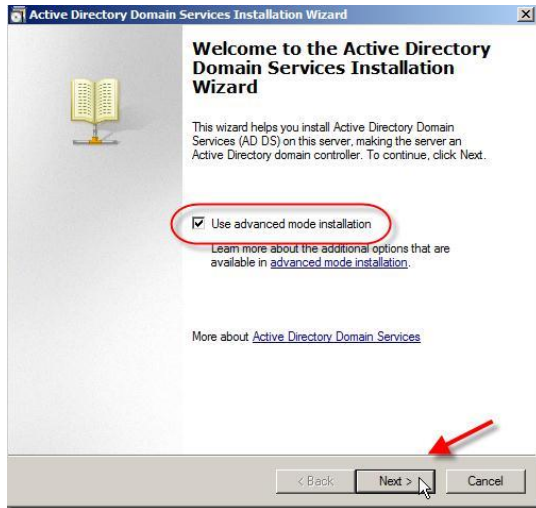 Active Directory Domain Services Installation Wizard
Welcome to the Active Directory
Domain Services Installation
Wizard
This wizard helps you install Active Directory Domain
Services (AD DS) on this server, making the server an
Active Directory domain controller. To continue, click Next.
Use advanced mode installation
Learn more about the additional options that are
available in advanced mode installation.
More about Active Directory Domain Services
< Back Next > Cancel